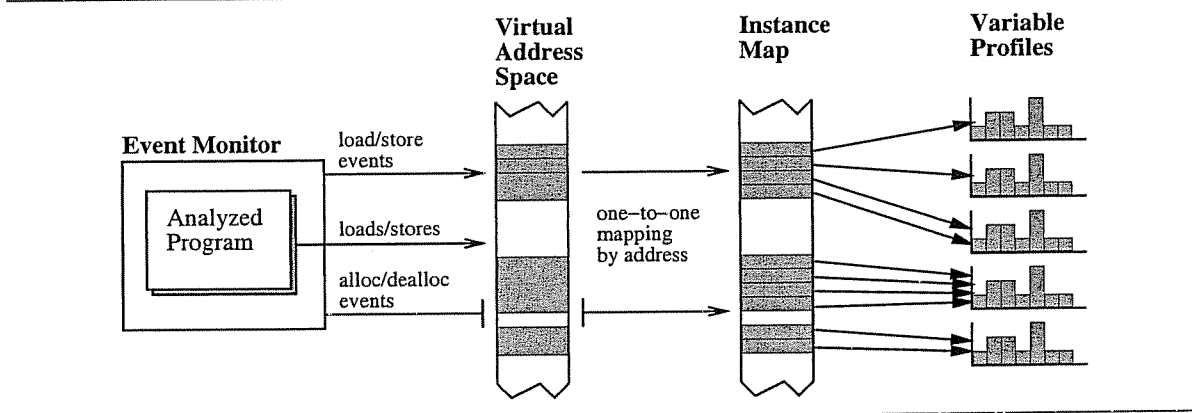 Virtual
Address
Space
Instance
Map
Variable
Profiles
Event Monitor
load/store
events
Analyzed
Program
loads/stores
one-to-one
mapping
by address
alloc/dealloc
events